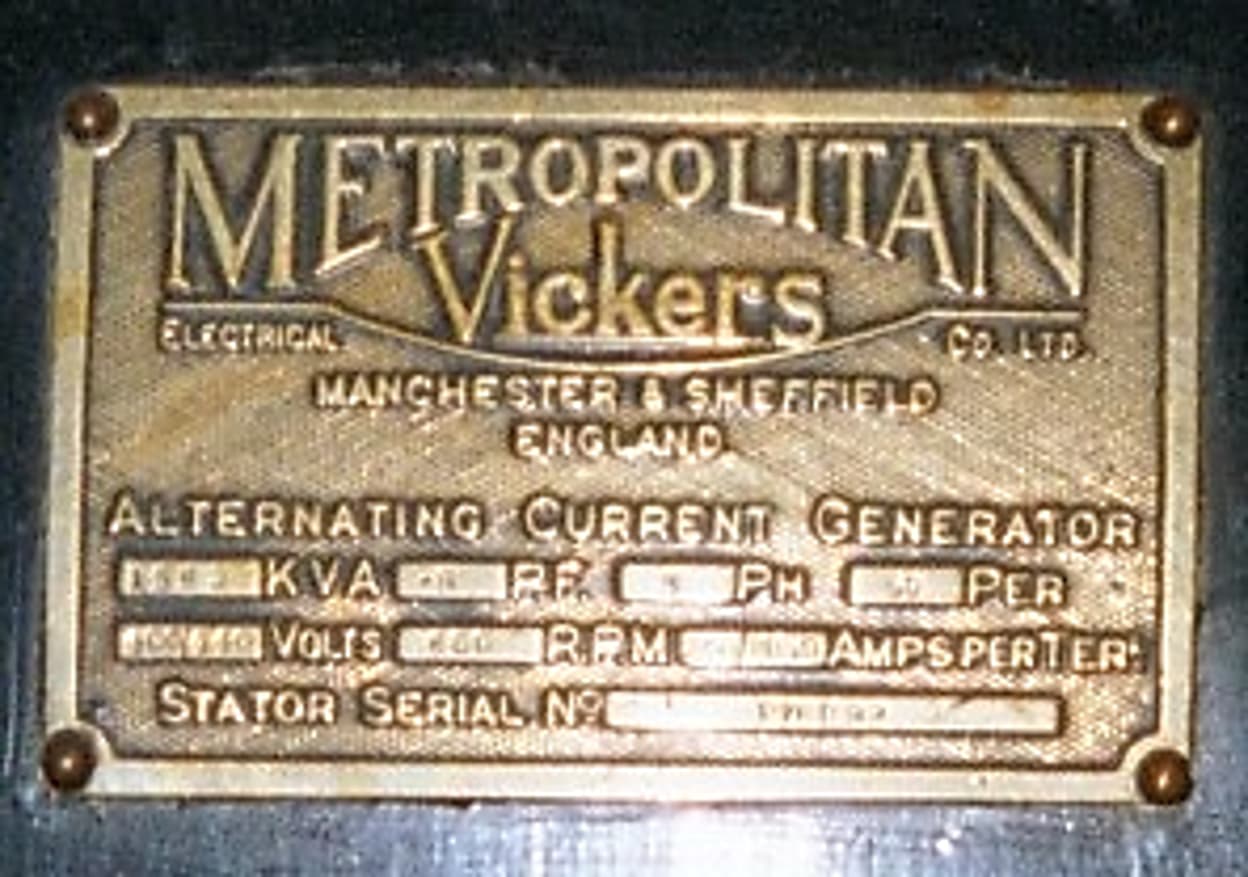 METROPOLITAN
Vickers
ELECTRICAL CO. LTD.
MANCHESTER & SHEFFIELD
ENGLAND.
ALTERNATING CURRENT GENERATOR
KVA P.F. PH 50 PER
VOLTS R.P.M AMPS PER TER.
STATOR SERIAL No